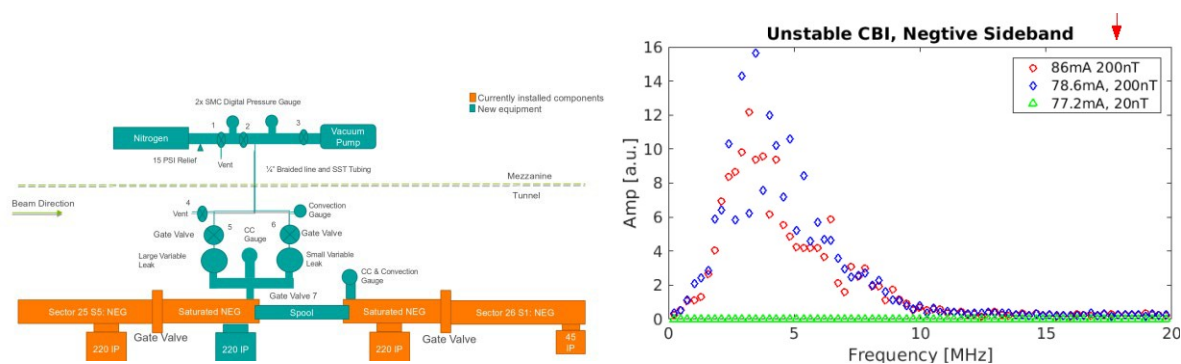 2x SMC Digital Pressure Gauge
Currently installed components
New equipment
1
2
3
Nitrogen
Vacuum
Pump
15 PSI Relief
Vent
¼" Braided line and SST Tubing
Mezzanine
Tunnel
Beam Direction
4
Vent
Convection
Gauge
5
6
Gate Valve
CC
Gauge
Gate Valve
Large Variable
Leak
Small Variable
Leak
CC & Convection
Gauge
Gate Valve 7
Sector 25 S5: NEG
Saturated NEG
Spool
Saturated NEG
Sector 26 S1: NEG
Gate Valve
Gate Valve
220 IP
220 IP
220 IP
45
IP
Unstable CBI, Negtive Sideband
86mA 200nT
78.6mA, 200nT
77.2mA, 20nT
Amp [a.u.]
16
14
12
10
8
6
4
2
0
0
5
10
15
20
Frequency [MHz]